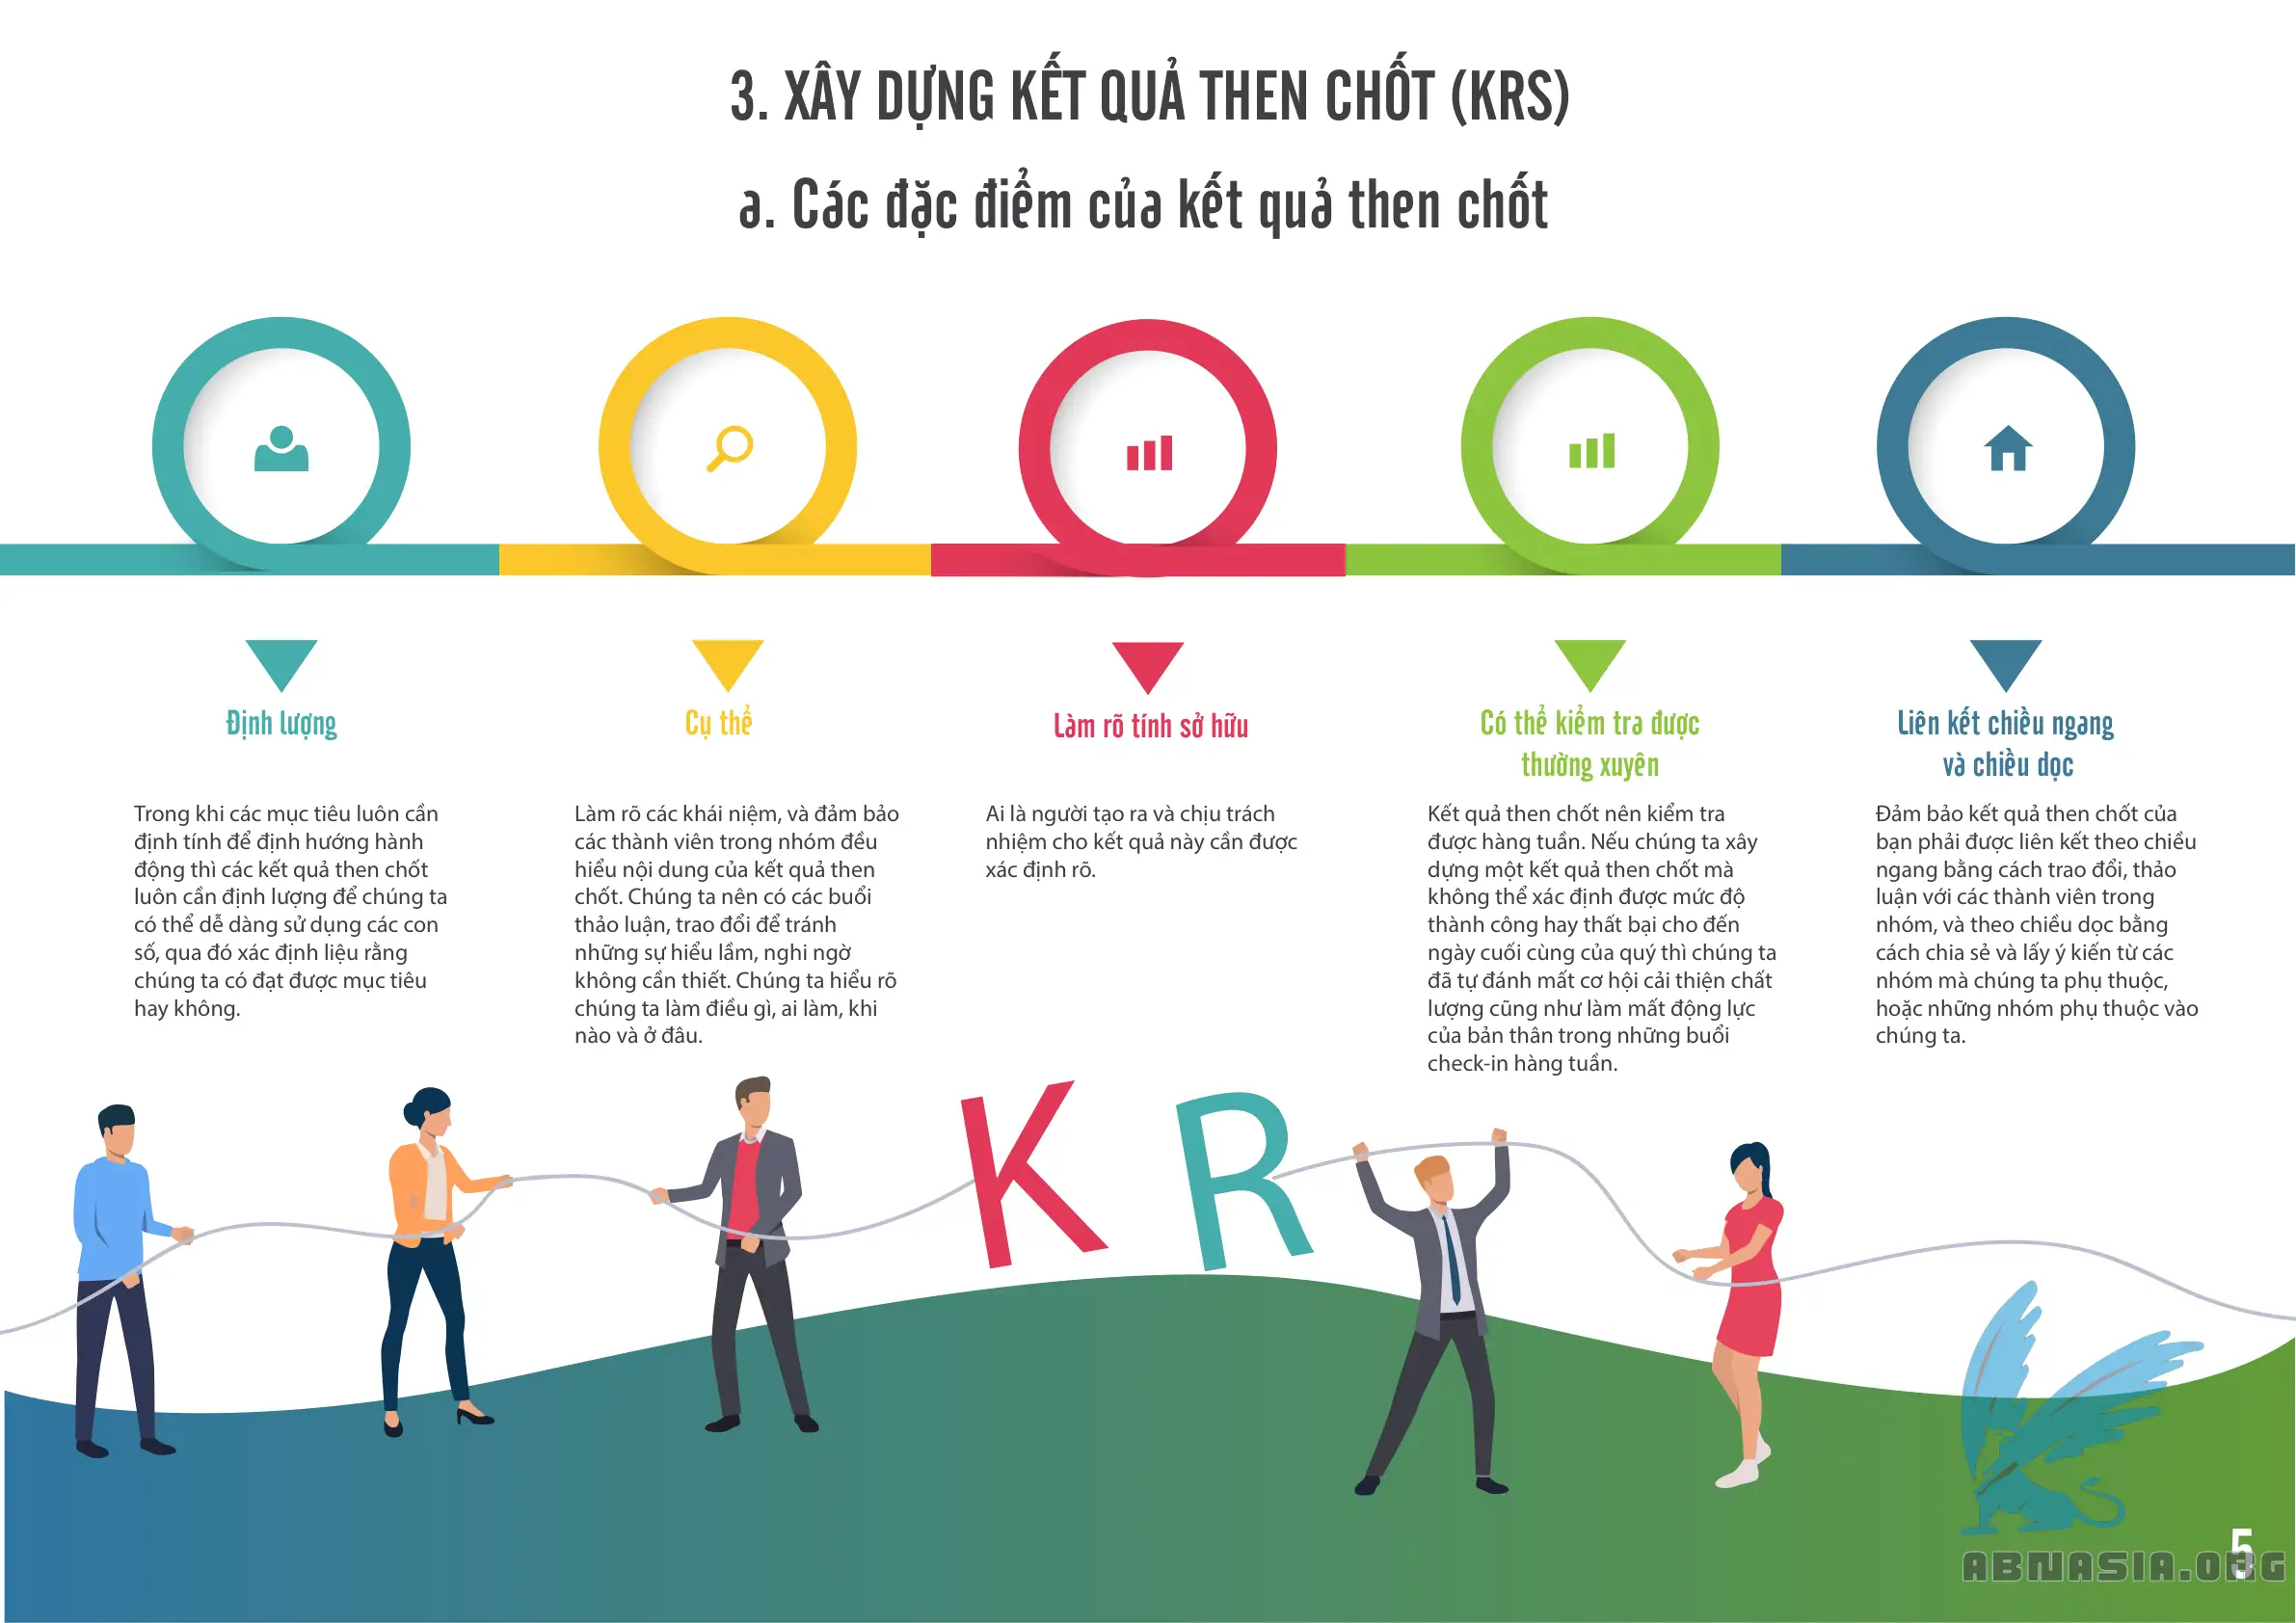 3. XÂY DỰNG KẾT QUẢ THEN CHỐT (KRS)
a. Các đặc điểm của kết quả then chốt
Định lượng
Trong khi các mục tiêu luôn cần
định tính để định hướng hành
động thì các kết quả then chốt
luôn cần định lượng để chúng ta
có thể dễ dàng sử dụng các con
số, qua đó xác định liệu rằng
chúng ta có đạt được mục tiêu
hay không.
Cụ thể
Làm rõ các khái niệm, và đảm bảo
các thành viên trong nhóm đều
hiểu nội dung của kết quả then
chốt. Chúng ta nên có các buổi
thảo luận, trao đổi để tránh
những sự hiểu lầm, nghi ngờ
không cần thiết. Chúng ta hiểu rõ
chúng ta làm điều gì, ai làm, khi
nào và ở đâu.
Làm rõ tính sở hữu
Ai là người tạo ra và chịu trách
nhiệm cho kết quả này cần được
xác định rõ.
Có thể kiểm tra được
thường xuyên
Kết quả then chốt nên kiểm tra
được hàng tuần. Nếu chúng ta xây
dựng một kết quả then chốt mà
không thể xác định được mức độ
thành công hay thất bại cho đến
ngày cuối cùng của quý thì chúng ta
đã tự đánh mất cơ hội cải thiện chất
lượng cũng như làm mất động lực
của bản thân trong những buổi
check-in hàng tuần.
Liên kết chiều ngang
và chiều dọc
Đảm bảo kết quả then chốt của
bạn phải được liên kết theo chiều
ngang bằng cách trao đổi, thảo
luận với các thành viên trong
nhóm, và theo chiều dọc bằng
cách chia sẻ và lấy ý kiến từ các
nhóm mà chúng ta phụ thuộc,
hoặc những nhóm phụ thuộc vào
chúng ta.
K R
5
ABNASIA.ORG